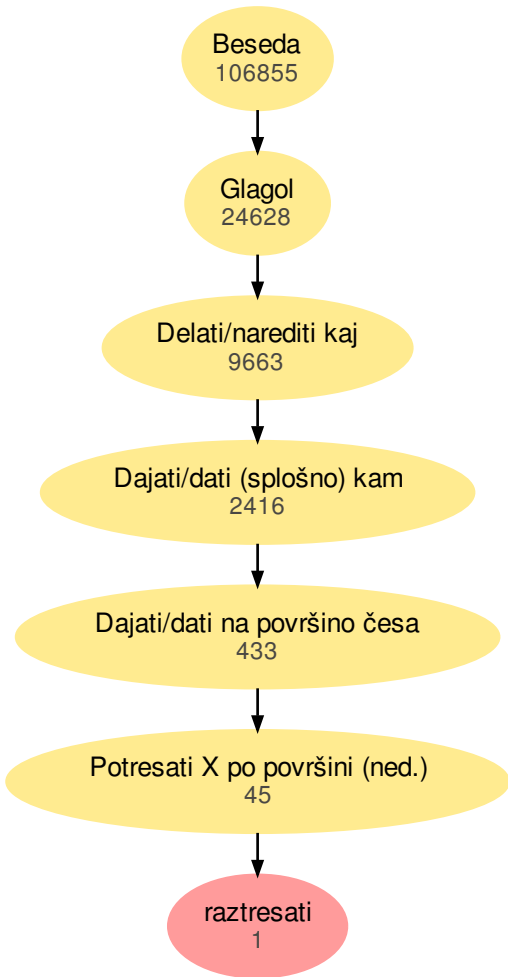 Beseda
106855
Glagol
24628
Delati/narediti kaj
9663
Dajati/dati (splošno) kam
2416
Dajati/dati na površino česa
433
Potresati X po površini (ned.)
45
raztresati
1